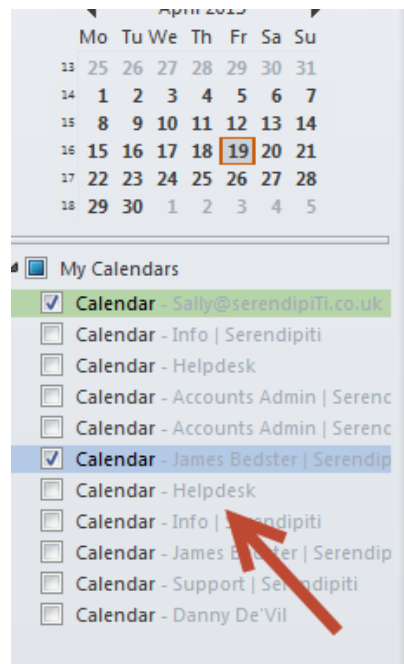 April 2013
Mo Tu We Th Fr Sa Su
13 25 26 27 28 29 30 31
14 1 2 3 4 5 6 7
15 8 9 10 11 12 13 14
16 15 16 17 18 19 20 21
17 22 23 24 25 26 27 28
18 29 30 1 2 3 4 5
My Calendars
Calendar - Sally@serendipiTi.co.uk
Calendar - Info | Serendipiti
Calendar - Helpdesk
Calendar - Accounts Admin | Serenc
Calendar - Accounts Admin | Serenc
Calendar - James Bedster | Serendip
Calendar - Helpdesk
Calendar - Info | Serendipiti
Calendar - James Bedster | Serendip
Calendar - Support | Serendipiti
Calendar - Danny De'Vil